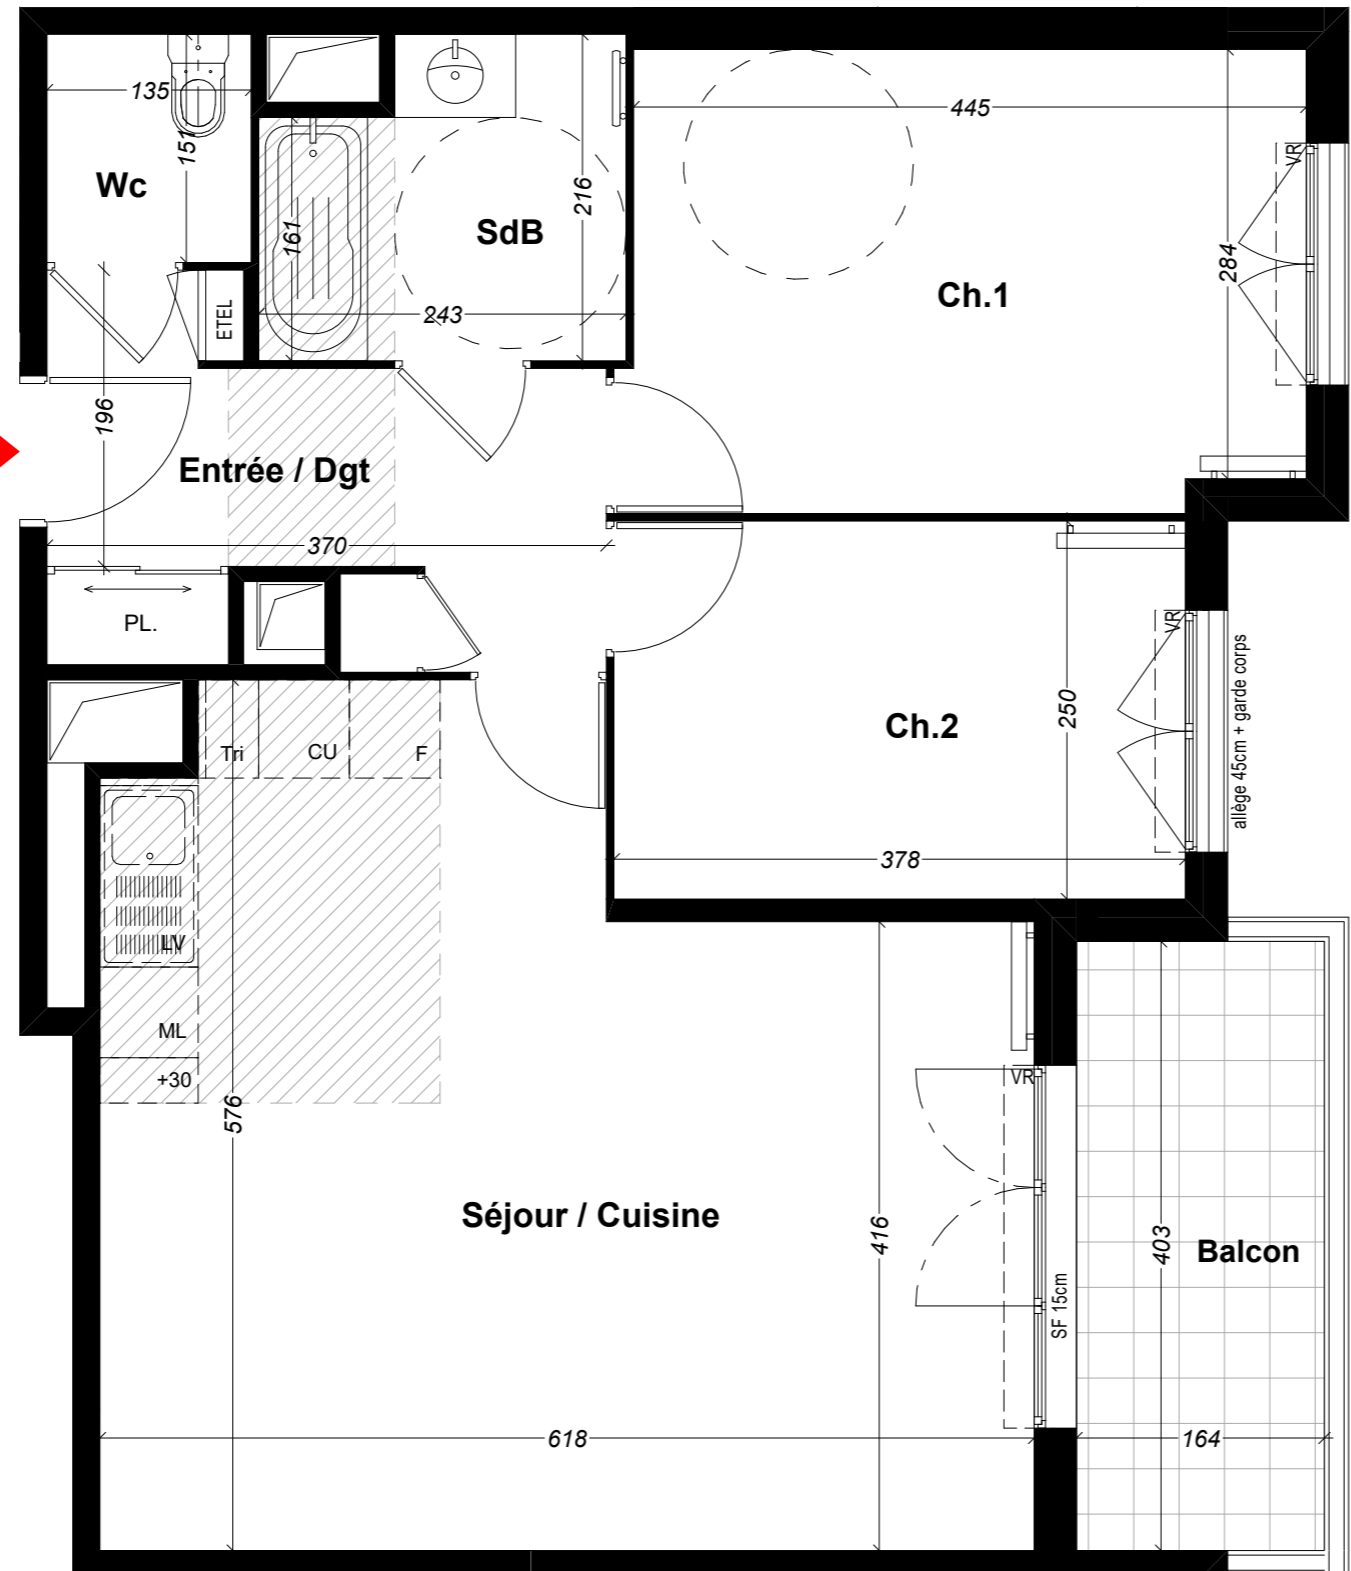 135
151
Wc
161
SdB
216
243
445
VR
284
Ch.1
ETEL
196
Entrée / Dgt
370
PL.
VR
allège 45cm + garde corps
250
Ch.2
378
Tri
CU
F
LV
ML
+30
576
VR
Séjour / Cuisine
416
SF 15cm
403
Balcon
618
164